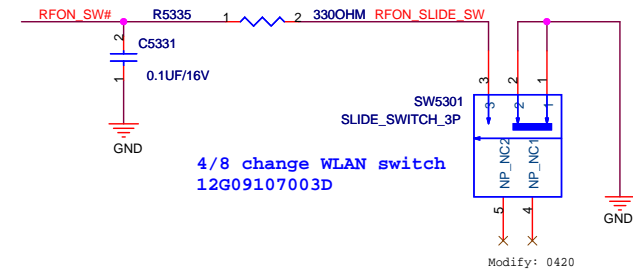 RFON_SW# R5335 1 2 330OHM RFON_SLIDE_SW
2 C5331
1 0.1UF/16V
GND
3 2 1
SW5301
SLIDE_SWITCH_3P
3 2 1
NP_NC2 NP_NC1
5 4
GND
4/8 change WLAN switch
12G09107003D
Modify: 0420